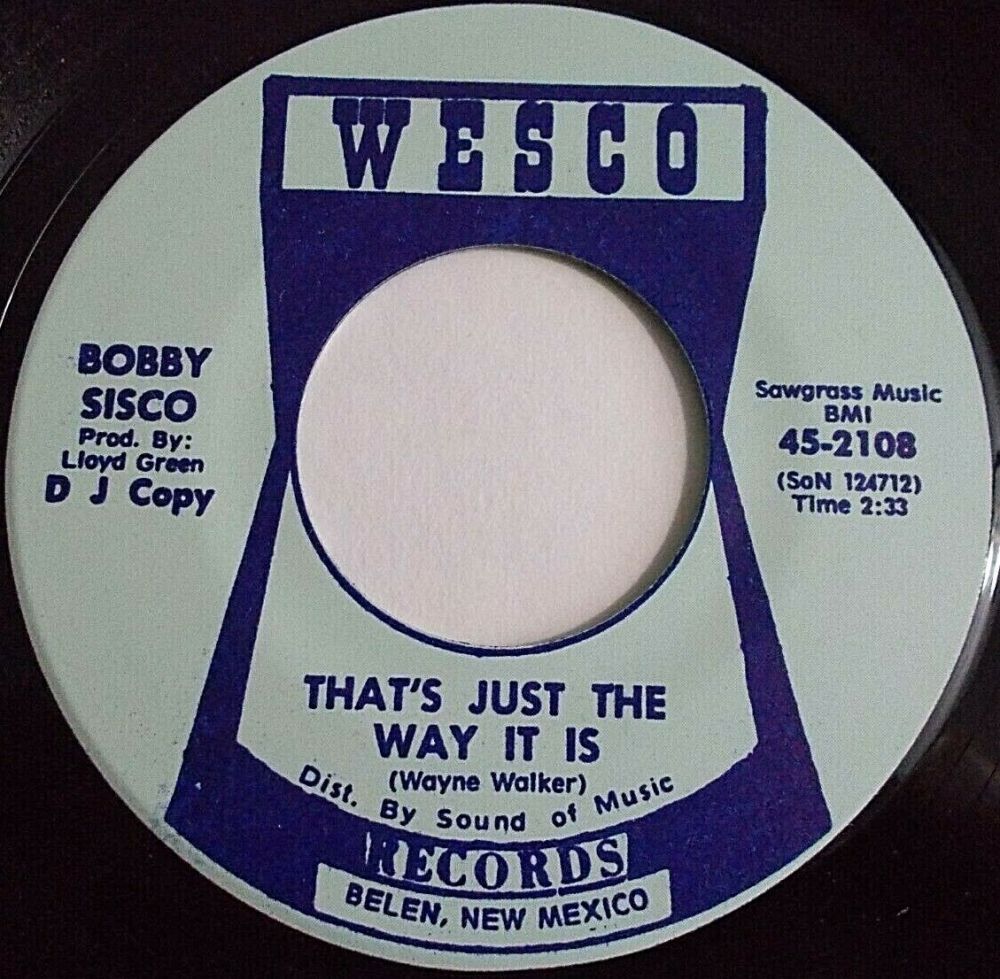 WESCO
BOBBY
SISCO
Prod. By:
Lloyd Green
D J Copy
Sawgrass Music
BMI
45-2108
(SoN 124712)
Time 2:33
THAT'S JUST THE
WAY IT IS
(Wayne Walker)
Dist. By Sound of Music
RECORDS
BELEN, NEW MEXICO